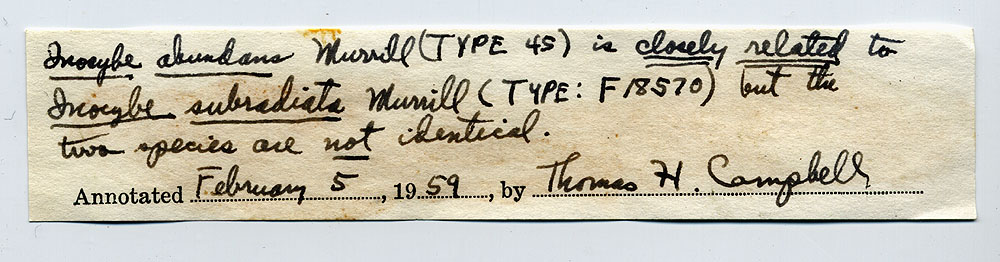 Inocybe abundans Murrill (TYPE 45) is closely related to
Inocybe subradiata Murrill (TYPE: F18570) but the
two species are not identical.
Annotated February 5, 1959, by Thomas H. Campbell